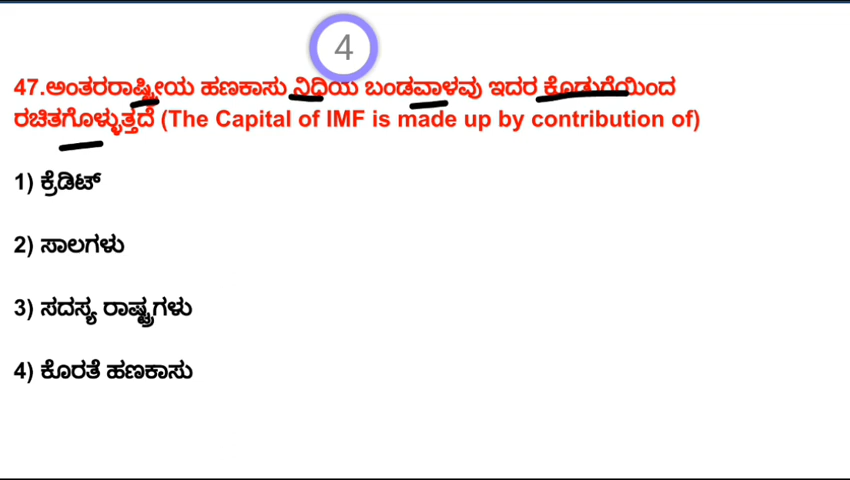 4
47.ಅಂತರರಾಷ್ಟ್ರೀಯ ಹಣಕಾಸು ನಿಧಿಯ ಬಂಡವಾಳವು ಇದರ ಕೊಡುಗೆಯಿಂದ
ರಚಿತಗೊಳ್ಳುತ್ತದೆ (The Capital of IMF is made up by contribution of)
1) ಕ್ರೆಡಿಟ್
2) ಸಾಲಗಳು
3) ಸದಸ್ಯ ರಾಷ್ಟ್ರಗಳು
4) ಕೊರತೆ ಹಣಕಾಸು